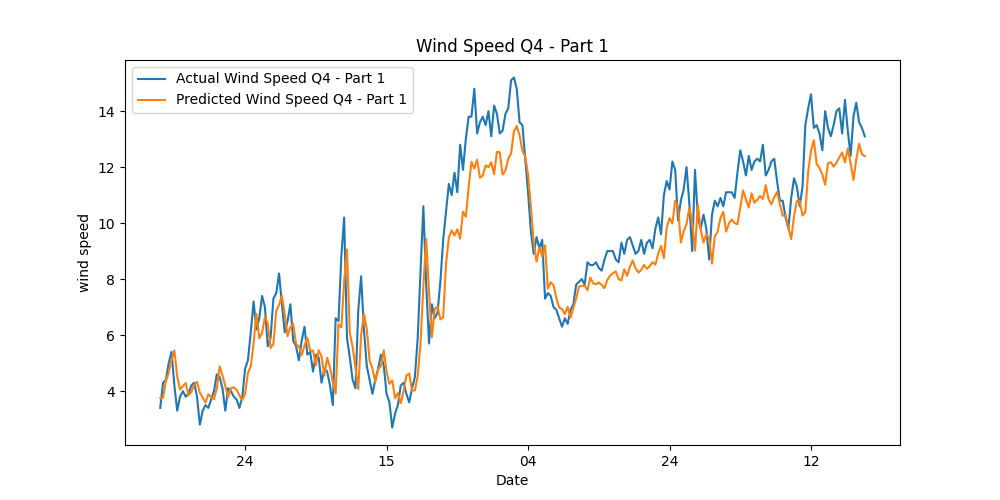 Wind Speed Q4 - Part 1
Actual Wind Speed Q4 - Part 1
Predicted Wind Speed Q4 - Part 1
wind speed
14
12
10
8
6
4
24
15
04
24
12
Date